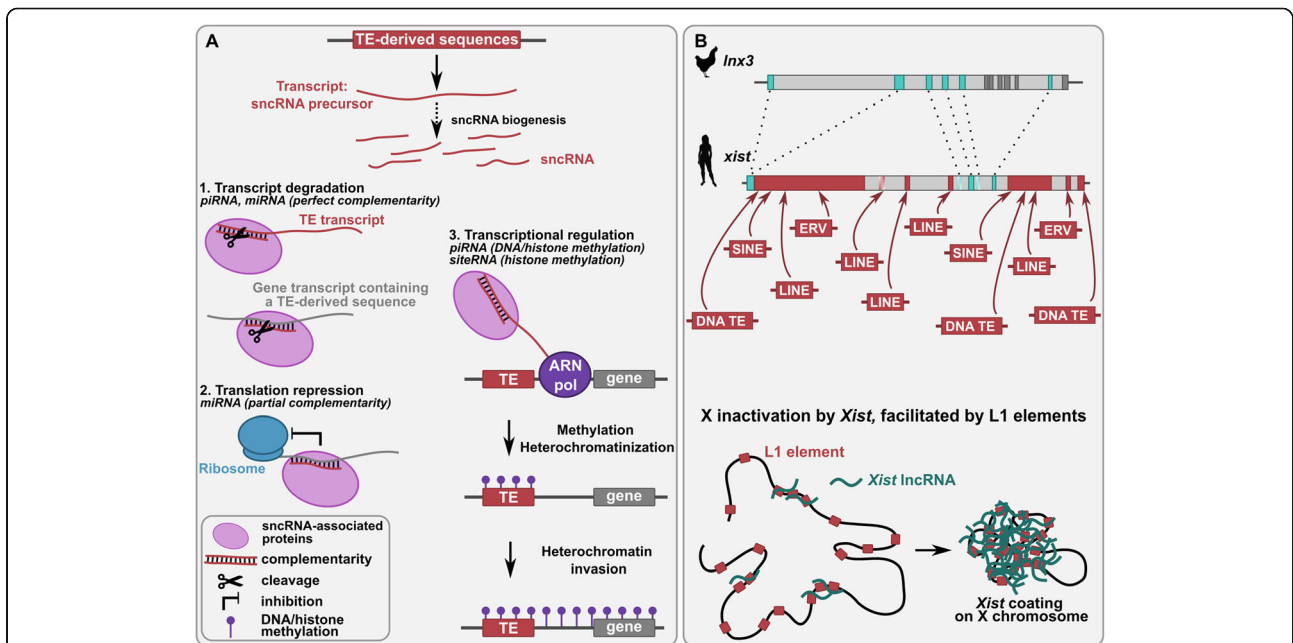 A
TE-derived sequences
Transcript:
sncRNA precursor
sncRNA biogenesis
sncRNA
1. Transcript degradation
piRNA, miRNA (perfect complementarity)
TE transcript
Gene transcript containing
a TE-derived sequence
2. Translation repression
miRNA (partial complementarity)
Ribosome
sncRNA-associated
proteins
complementarity
cleavage
inhibition
DNA/histone
methylation
3. Transcriptional regulation
piRNA (DNA/histone methylation)
siteRNA (histone methylation)
TE
ARN
pol
gene
Methylation
Heterochromatinization
TE
gene
Heterochromatin
invasion
TE
gene
B
lnx3
xist
DNA TE
SINE
LINE
ERV
LINE
LINE
LINE
SINE
DNA TE
LINE
ERV
DNA TE
X inactivation by Xist, facilitated by L1 elements
L1 element
Xist lncRNA
Xist coating
on X chromosome